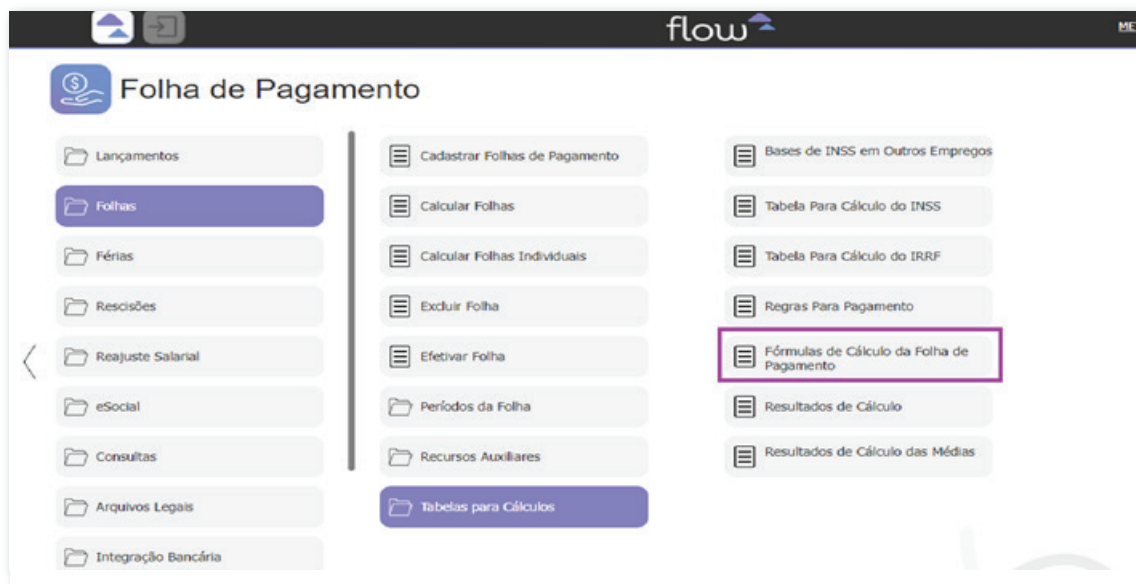 flow
ME
Folha de Pagamento
Lançamentos
Folhas
Férias
Rescisões
Reajuste Salarial
eSocial
Consultas
Arquivos Legais
Integração Bancária
Cadastrar Folhas de Pagamento
Calcular Folhas
Calcular Folhas Individuais
Excluir Folha
Efetivar Folha
Períodos da Folha
Recursos Auxiliares
Tabelas para Cálculos
Bases de INSS em Outros Empregos
Tabela Para Cálculo do INSS
Tabela Para Cálculo do IRRF
Regras Para Pagamento
Fórmulas de Cálculo da Folha de
Pagamento
Resultados de Cálculo
Resultados de Cálculo das Médias